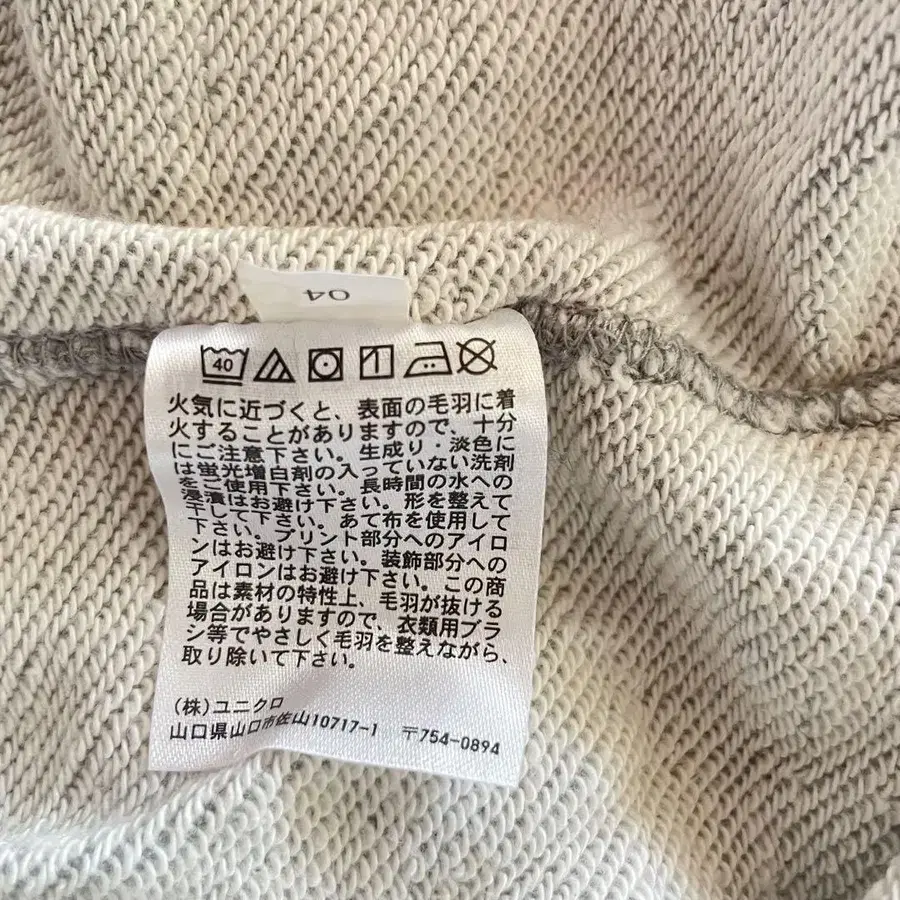 04
40
火気に近づくと、表面の毛羽に着
火することがありますので、十分
にご注意下さい。生成り・淡色に
は蛍光増白剤の入っていない洗剤
をご使用下さい。長時間の水への
浸漬はお避け下さい。形を整えて
干して下さい。あて布を使用して
下さい。プリント部分へのアイロ
ンはお避け下さい。装飾部分への
アイロンはお避け下さい。この商
品は素材の特性上、毛羽が抜ける
場合がありますので、衣類用ブラ
シ等でやさしく毛羽を整えながら、
取り除いて下さい。
(株)ユニクロ
山口県山口市佐山10717-1 〒754-0894